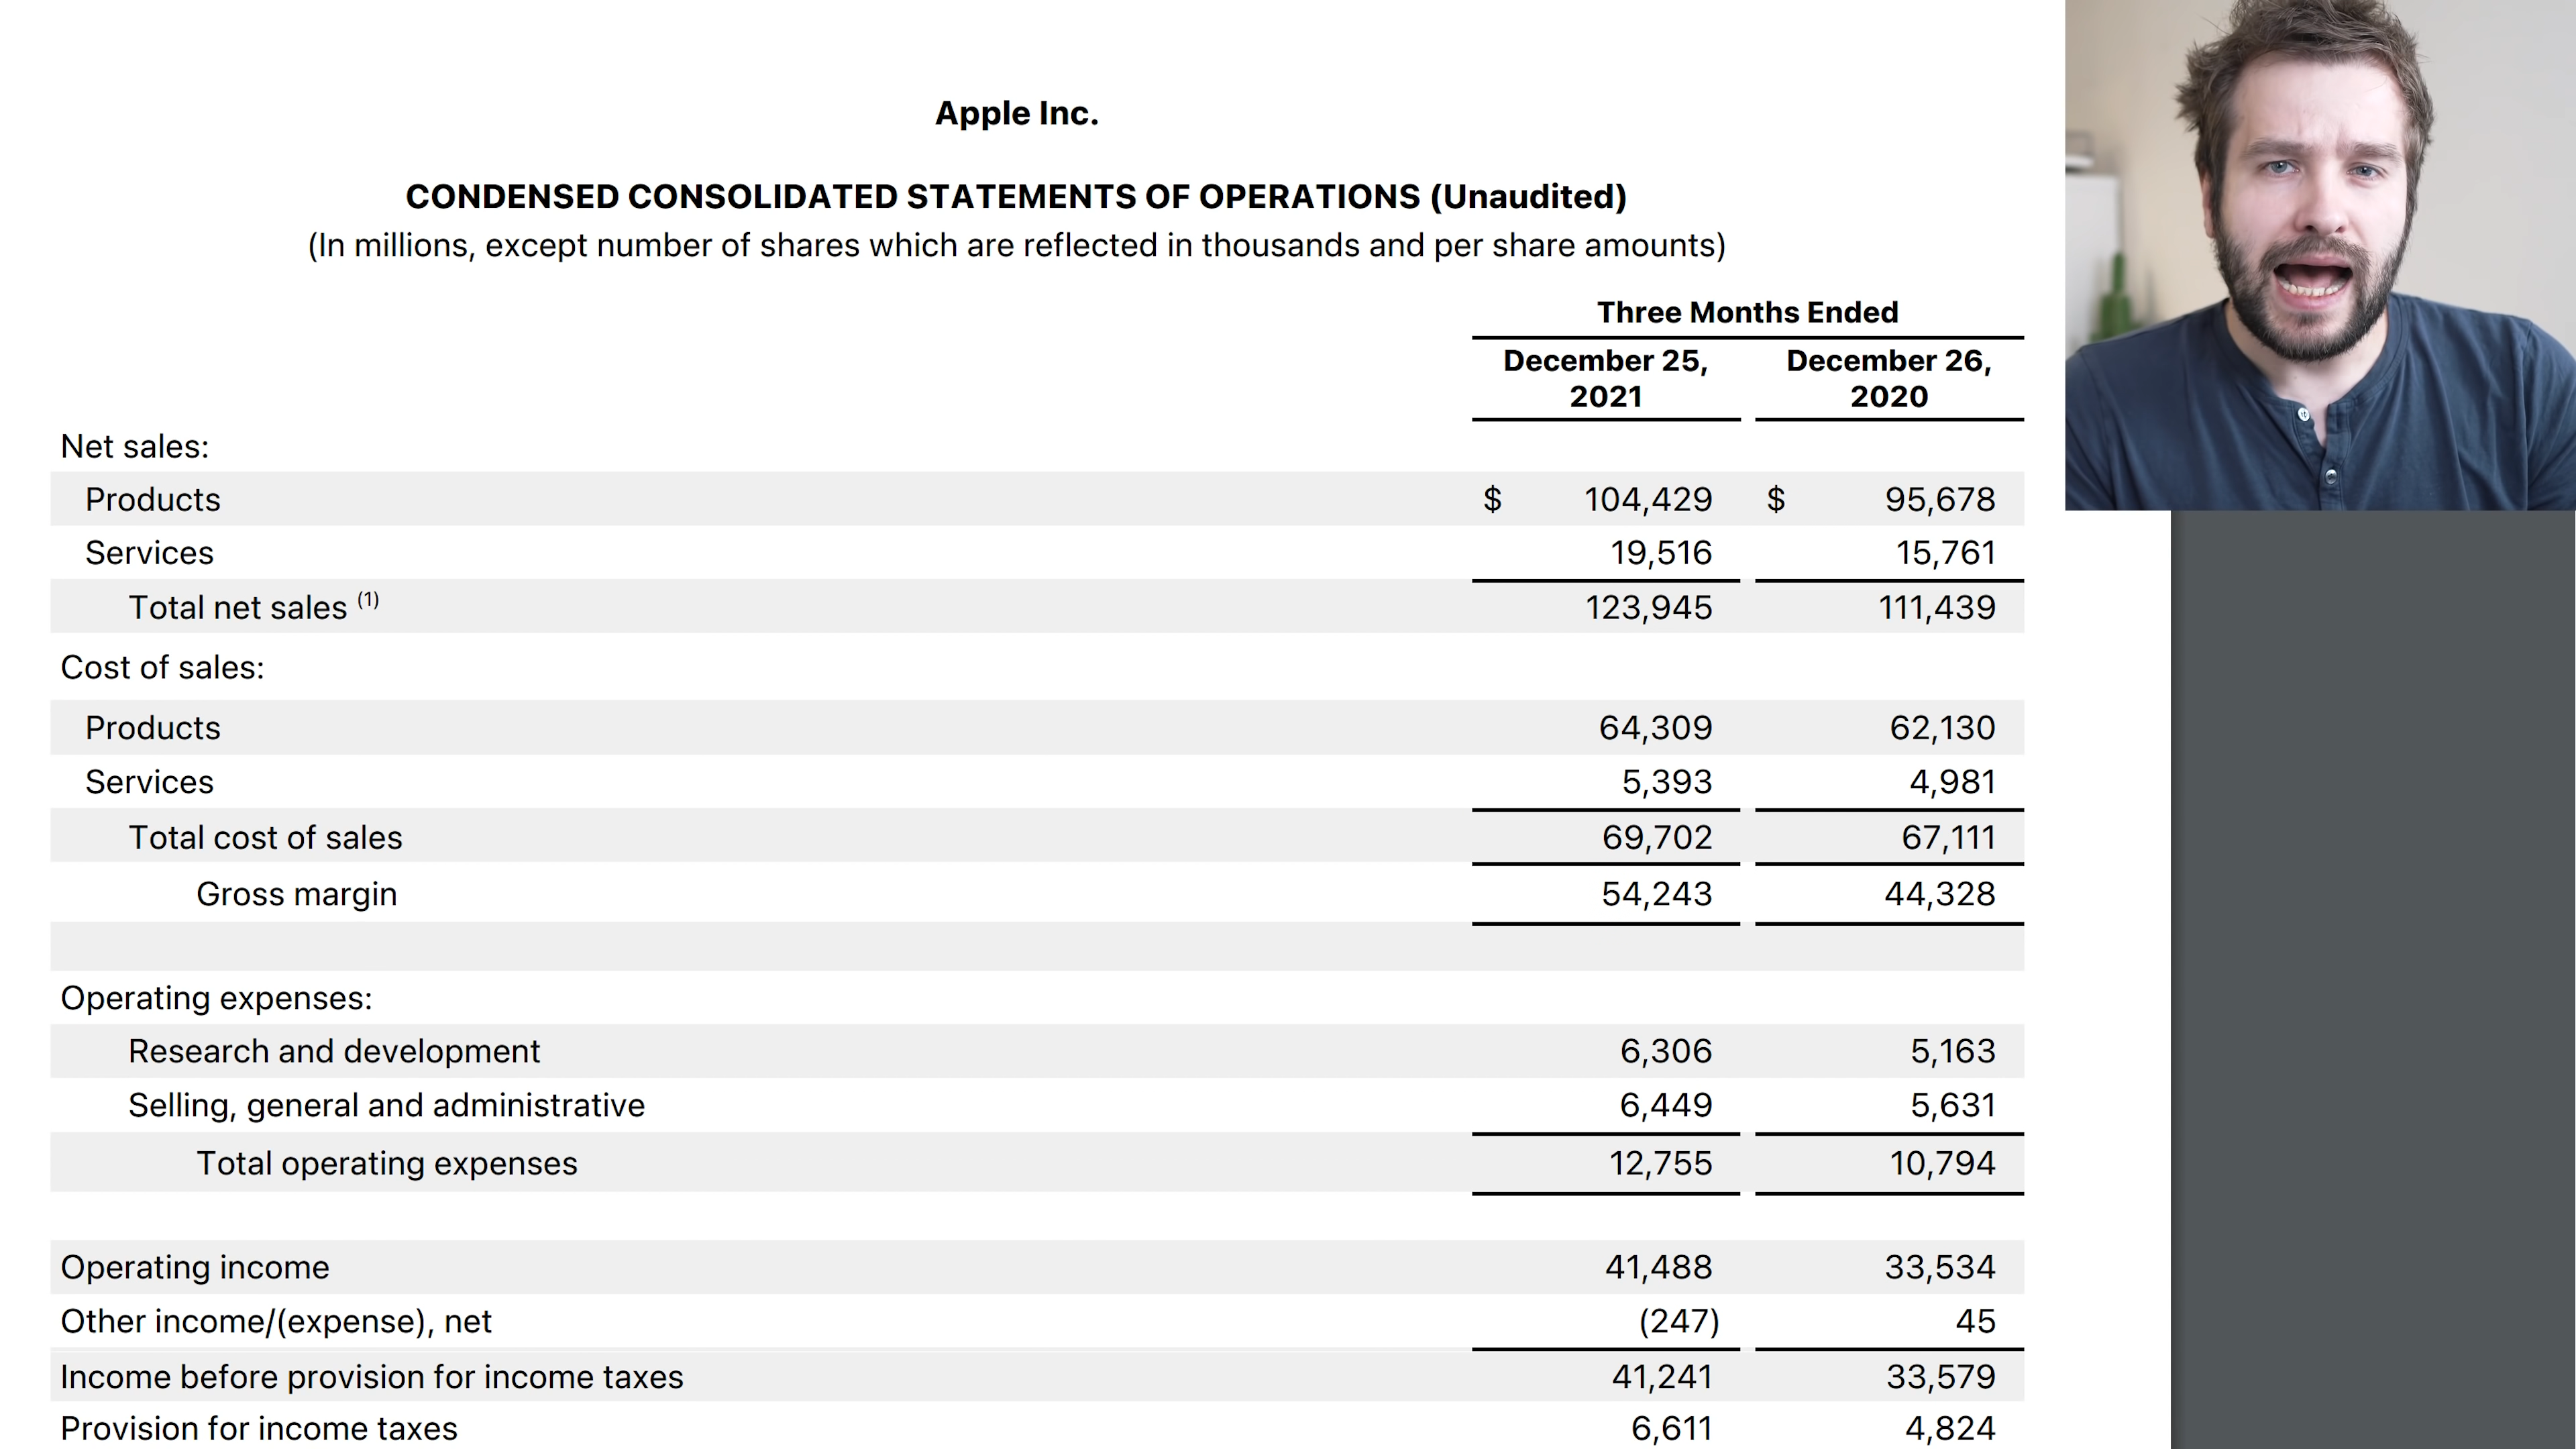 Apple Inc.
CONDENSED CONSOLIDATED STATEMENTS OF OPERATIONS (Unaudited)
(In millions, except number of shares which are reflected in thousands and per share amounts)
Three Months Ended
December 25, 2021 December 26, 2020
Net sales:
Products $ 104,429 $ 95,678
Services 19,516 15,761
Total net sales (1) 123,945 111,439
Cost of sales:
Products 64,309 62,130
Services 5,393 4,981
Total cost of sales 69,702 67,111
Gross margin 54,243 44,328
Operating expenses:
Research and development 6,306 5,163
Selling, general and administrative 6,449 5,631
Total operating expenses 12,755 10,794
Operating income 41,488 33,534
Other income/(expense), net (247) 45
Income before provision for income taxes 41,241 33,579
Provision for income taxes 6,611 4,824